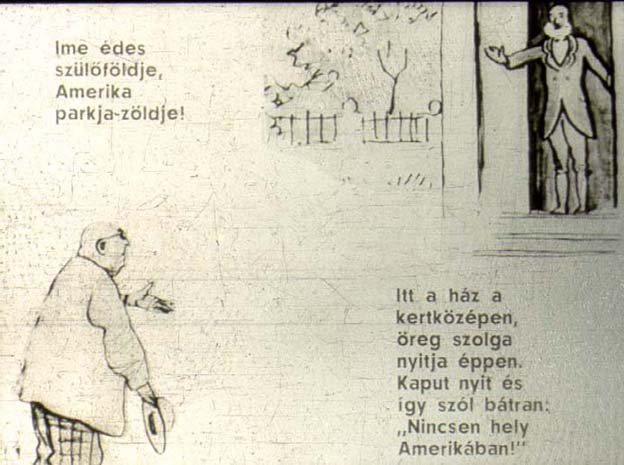 Ime édes
szülőföldje,
Amerika
parkja-zöldje!
Itt a ház a
kertközépen,
öreg szolga
nyitja éppen.
Kaput nyit és
így szól bátran:
„Nincsen hely
Amerikában!"